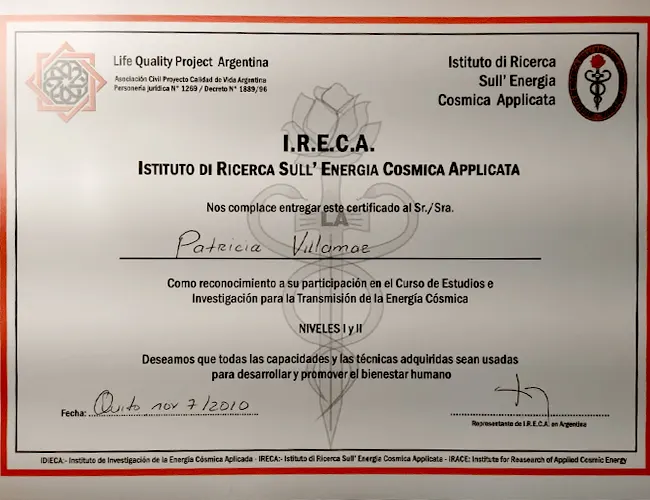 Life Quality Project Argentina
Asociación Civil Proyecto Calidad de Vida Argentina
Personería jurídica N° 1269 / Decreto N° 1889/96
Istituto di Ricerca
Sull' Energia
Cosmica Applicata
I.R.E.C.A.
ISTITUTO DI RICERCA SULL' ENERGIA COSMICA APPLICATA
Nos complace entregar este certificado al Sr./Sra.
LA
Patricia Villamae
Como reconocimiento a su participación en el Curso de Estudios e
Investigación para la Transmisión de la Energía Cósmica
NIVELES I y II
Deseamos que todas las capacidades y las técnicas adquiridas sean usadas
para desarrollar y promover el bienestar humano
Fecha: Quito nov 7/2010
Representante de I.R.E.C.A. en Argentina
IDIECA:- Instituto de Investigación de la Energía Cósmica Aplicada - IRECA:- Istituto di Ricerca Sull' Energia Cosmica Applicata - IRACE: Institute for Reasearch of Applied Cosmic Energy